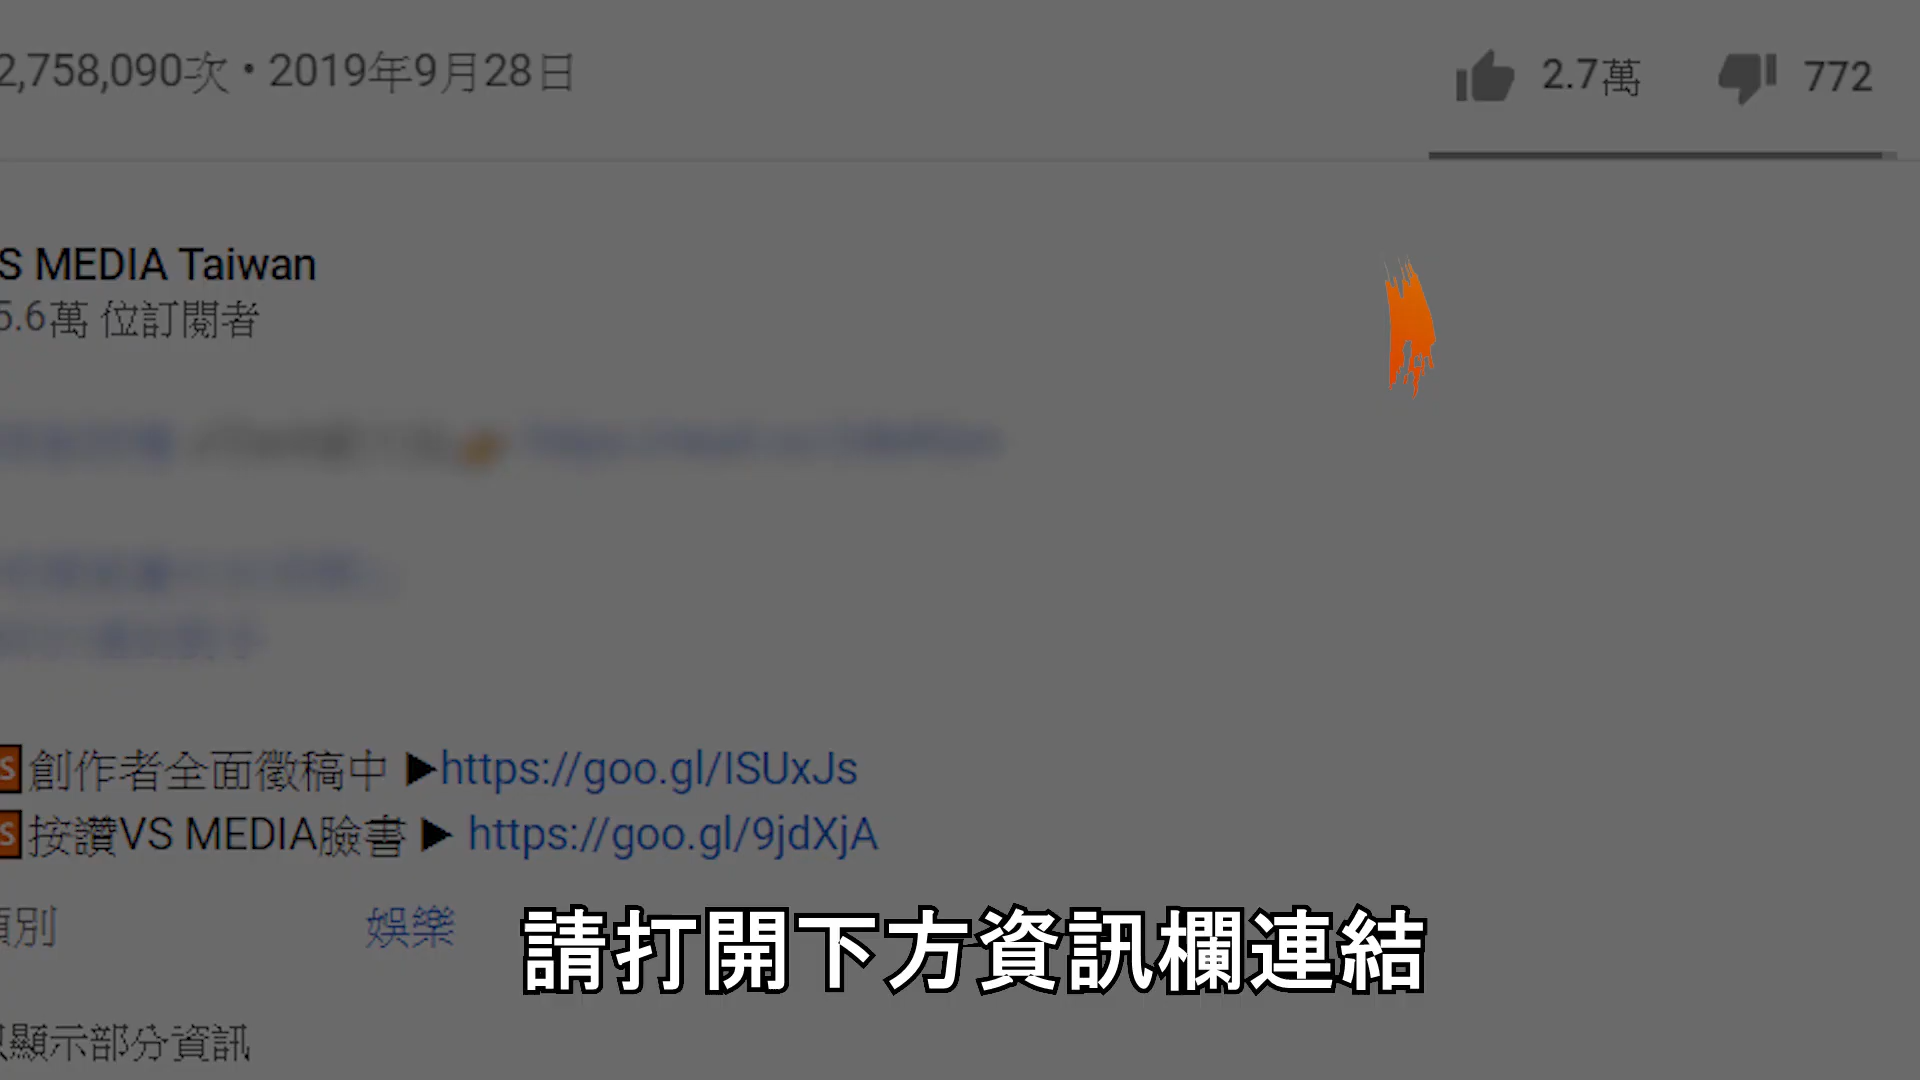 2,758,090次 • 2019年9月28日
2.7萬
772
S MEDIA Taiwan
5.6萬 位訂閱者
S創作者全面徵稿中 ▶https://goo.gl/ISUxJs
S按讚VS MEDIA臉書 ▶ https://goo.gl/9jdXjA
類別 娛樂
請打開下方資訊欄連結
只顯示部分資訊